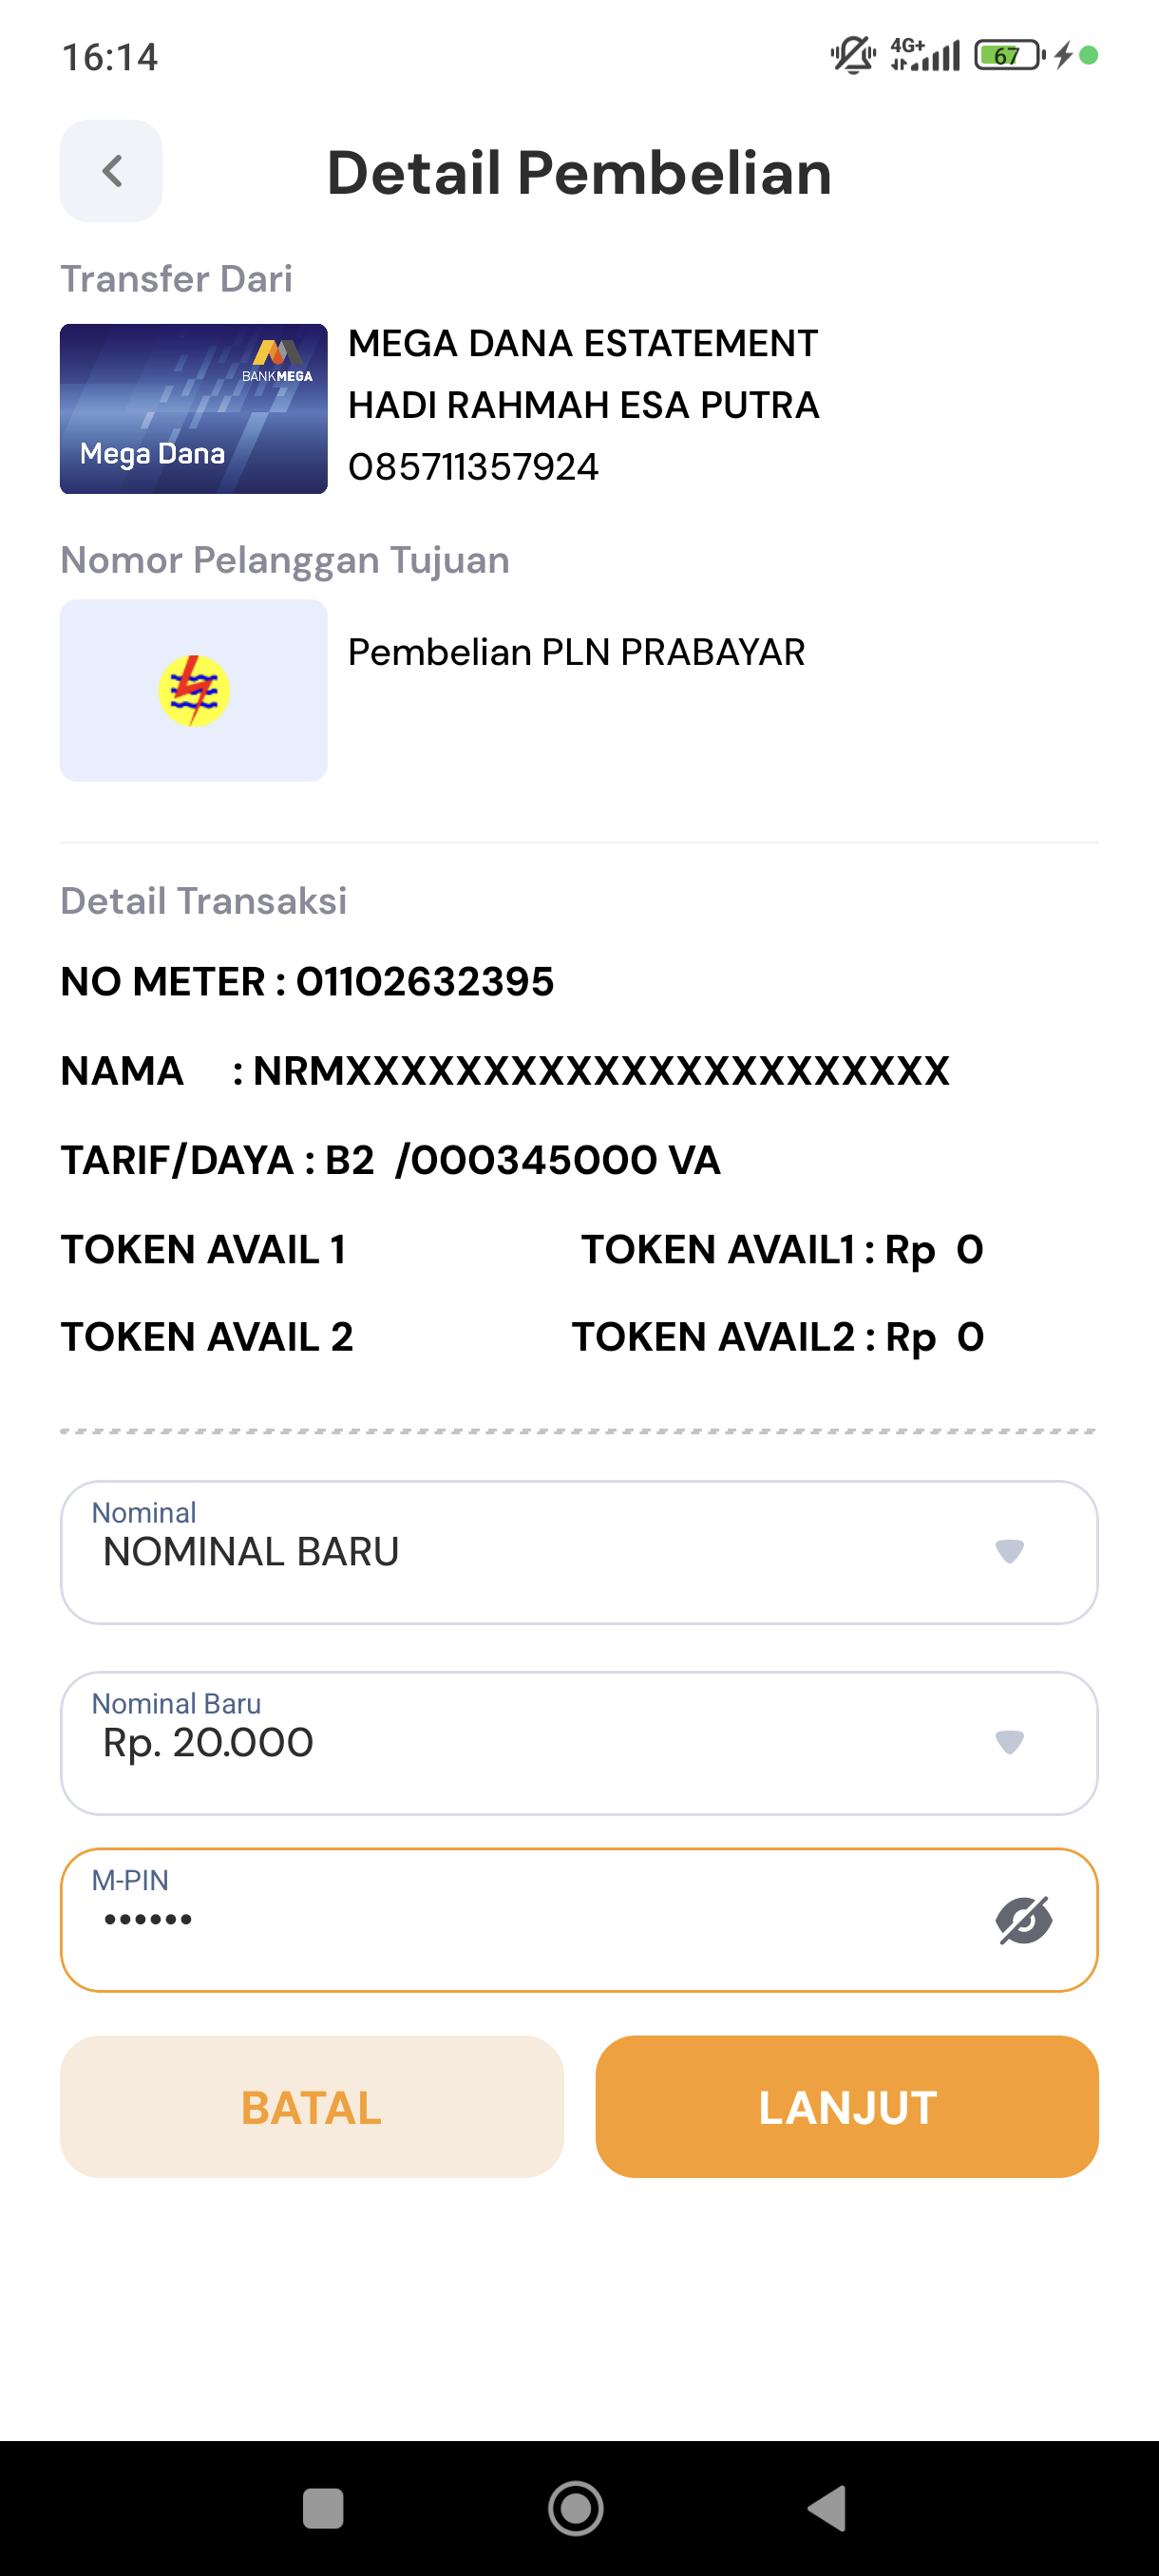 16:14
4G+
67
Detail Pembelian
Transfer Dari
BANKMEGA
Mega Dana
MEGA DANA ESTATEMENT
HADI RAHMAH ESA PUTRA
085711357924
Nomor Pelanggan Tujuan
Pembelian PLN PRABAYAR
Detail Transaksi
NO METER : 01102632395
NAMA : NRMXXXXXXXXXXXXXXXXXXXXXX
TARIF/DAYA : B2 /000345000 VA
TOKEN AVAIL 1 TOKEN AVAIL1 : Rp 0
TOKEN AVAIL 2 TOKEN AVAIL2 : Rp 0
Nominal
NOMINAL BARU
Nominal Baru
Rp. 20.000
M-PIN
••••••
BATAL
LANJUT